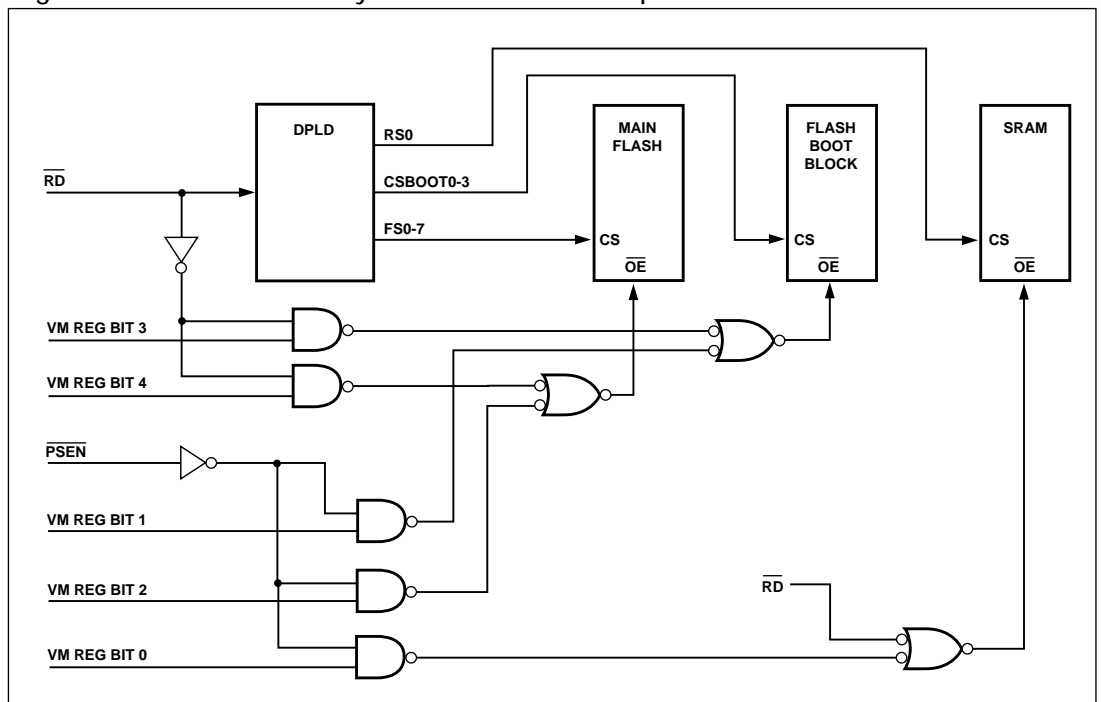 DPLD
RS0
CSBOOT0-3
FS0-7
MAIN
FLASH
CS
OE
FLASH
BOOT
BLOCK
CS
OE
SRAM
CS
OE
RD
VM REG BIT 3
VM REG BIT 4
PSEN
VM REG BIT 1
VM REG BIT 2
VM REG BIT 0
RD